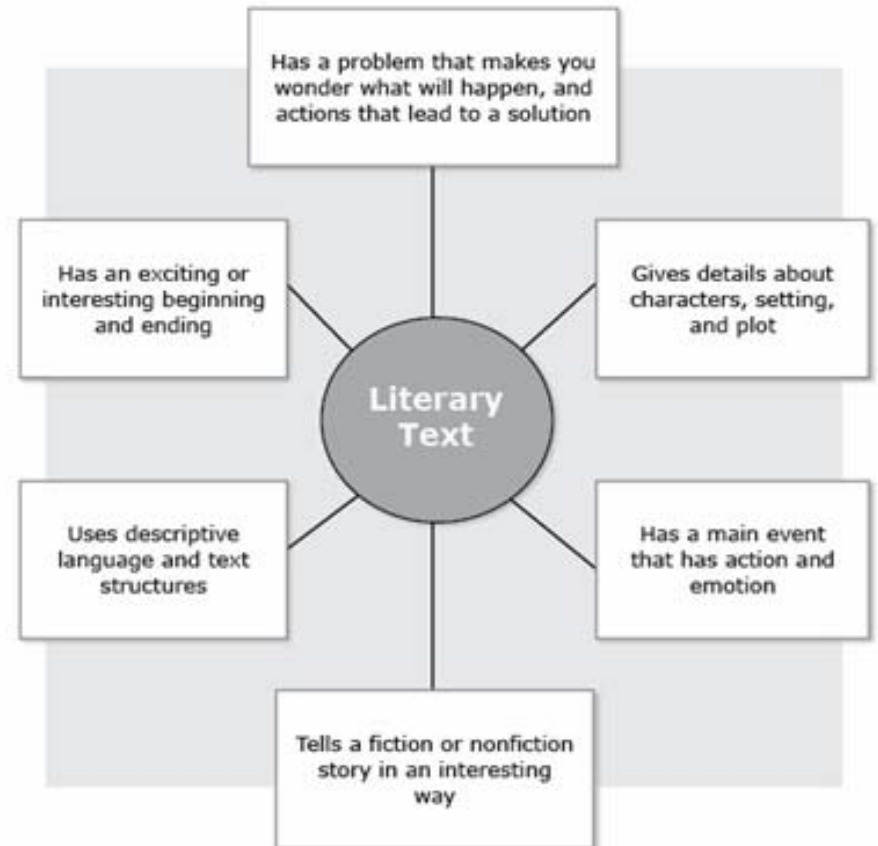 Has a problem that makes you
wonder what will happen, and
actions that lead to a solution
Has an exciting or
interesting beginning
and ending
Gives details about
characters, setting,
and plot
Literary
Text
Uses descriptive
language and text
structures
Has a main event
that has action and
emotion
Tells a fiction or nonfiction
story in an interesting
way